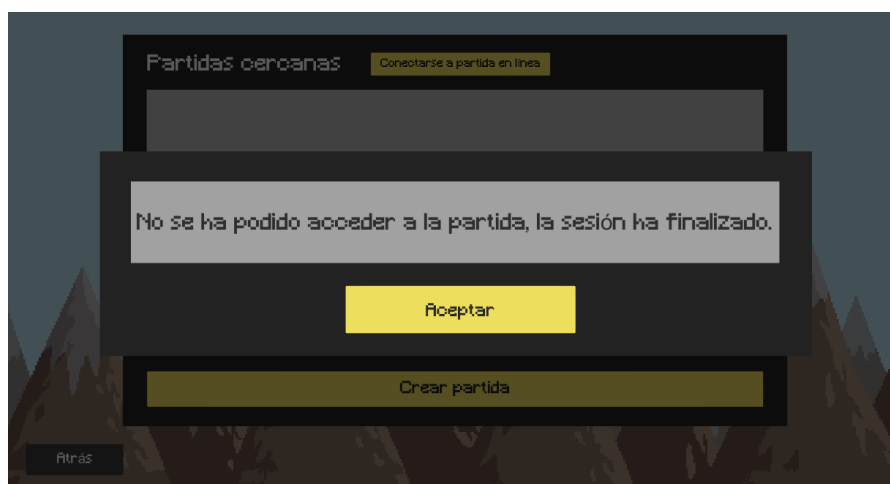 Partidas cercanas
Conectarse a partida en línea
No se ha podido acceder a la partida, la sesión ha finalizado.
Aceptar
Crear partida
Atrás